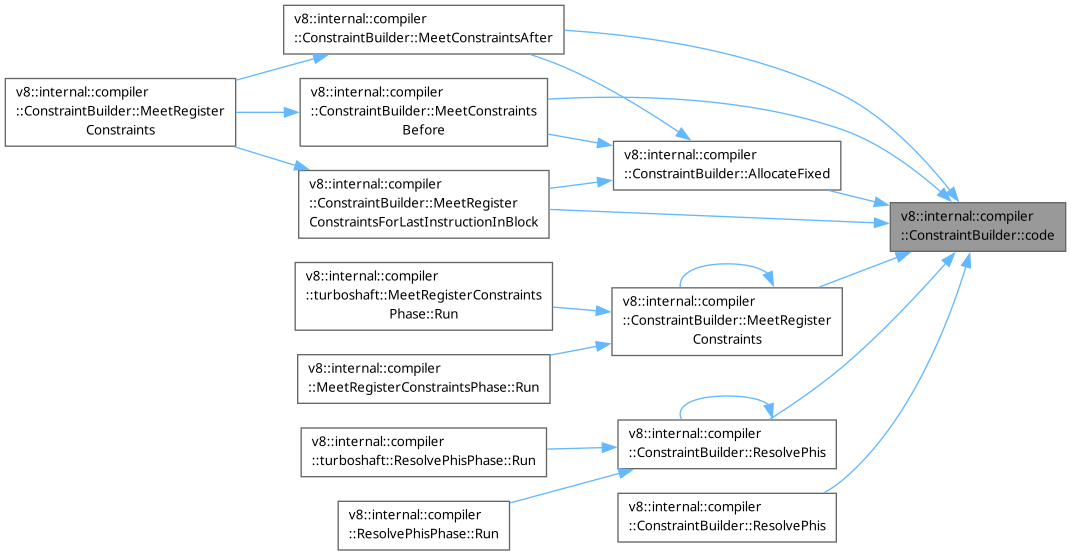 v8::internal::compiler
::ConstraintBuilder::MeetConstraintsAfter
v8::internal::compiler
::ConstraintBuilder::MeetRegister
Constraints
v8::internal::compiler
::ConstraintBuilder::MeetConstraints
Before
v8::internal::compiler
::ConstraintBuilder::AllocateFixed
v8::internal::compiler
::ConstraintBuilder::MeetRegister
ConstraintsForLastInstructionInBlock
v8::internal::compiler
::ConstraintBuilder::code
v8::internal::compiler
::turboshaft::MeetRegisterConstraints
Phase::Run
v8::internal::compiler
::ConstraintBuilder::MeetRegister
Constraints
v8::internal::compiler
::MeetRegisterConstraintsPhase::Run
v8::internal::compiler
::turboshaft::ResolvePhisPhase::Run
v8::internal::compiler
::ConstraintBuilder::ResolvePhis
v8::internal::compiler
::ResolvePhisPhase::Run
v8::internal::compiler
::ConstraintBuilder::ResolvePhis